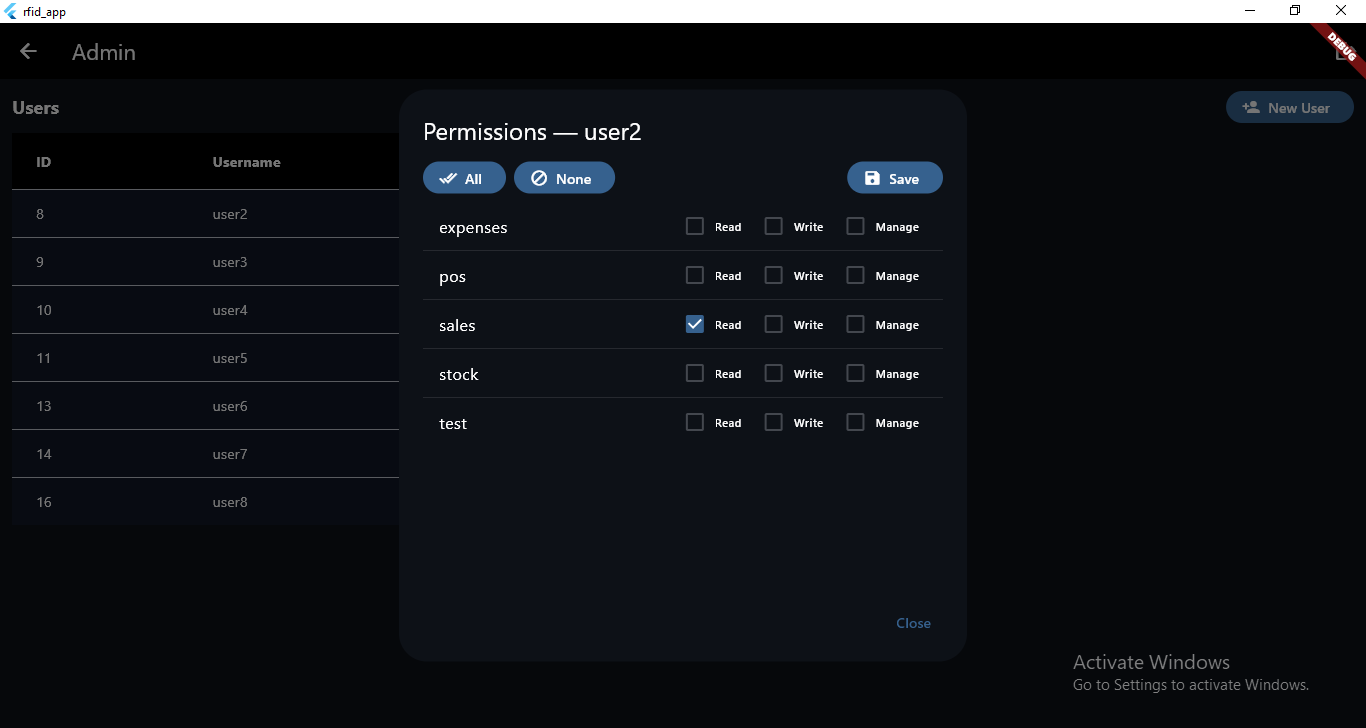 rfid_app
Admin
DEBUG
Users
New User
ID Username
8 user2
9 user3
10 user4
11 user5
13 user6
14 user7
16 user8
Permissions — user2
All None Save
expenses Read Write Manage
pos Read Write Manage
sales Read Write Manage
stock Read Write Manage
test Read Write Manage
Close
Activate Windows
Go to Settings to activate Windows.